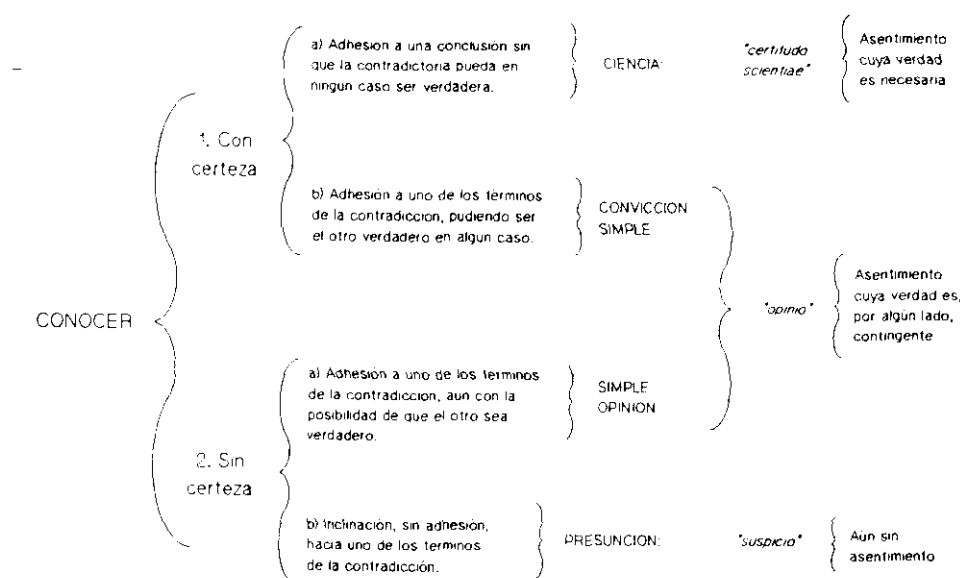 CONOCER
1. Con
certeza
a) Adhesion a una conclusión sin
que la contradictoria pueda en
ningun caso ser verdadera.
CIENCIA:
"certitudo
scientiae"
Asentimiento
cuya verdad
es necesaria
b) Adhesión a uno de los términos
de la contradiccion, pudiendo ser
el otro verdadero en algun caso.
CONVICCION
SIMPLE
"opinio"
Asentimiento
cuya verdad es,
por algún lado,
contingente
2. Sin
certeza
a) Adhesión a uno de los terminos
de la contradiccion, aun con la
posibilidad de que el otro sea
verdadero.
SIMPLE
OPINION
b) Inclinación, sin adhesión,
hacia uno de los terminos
de la contradicción.
PRESUNCION:
"suspicio"
Aún sin
asentimiento